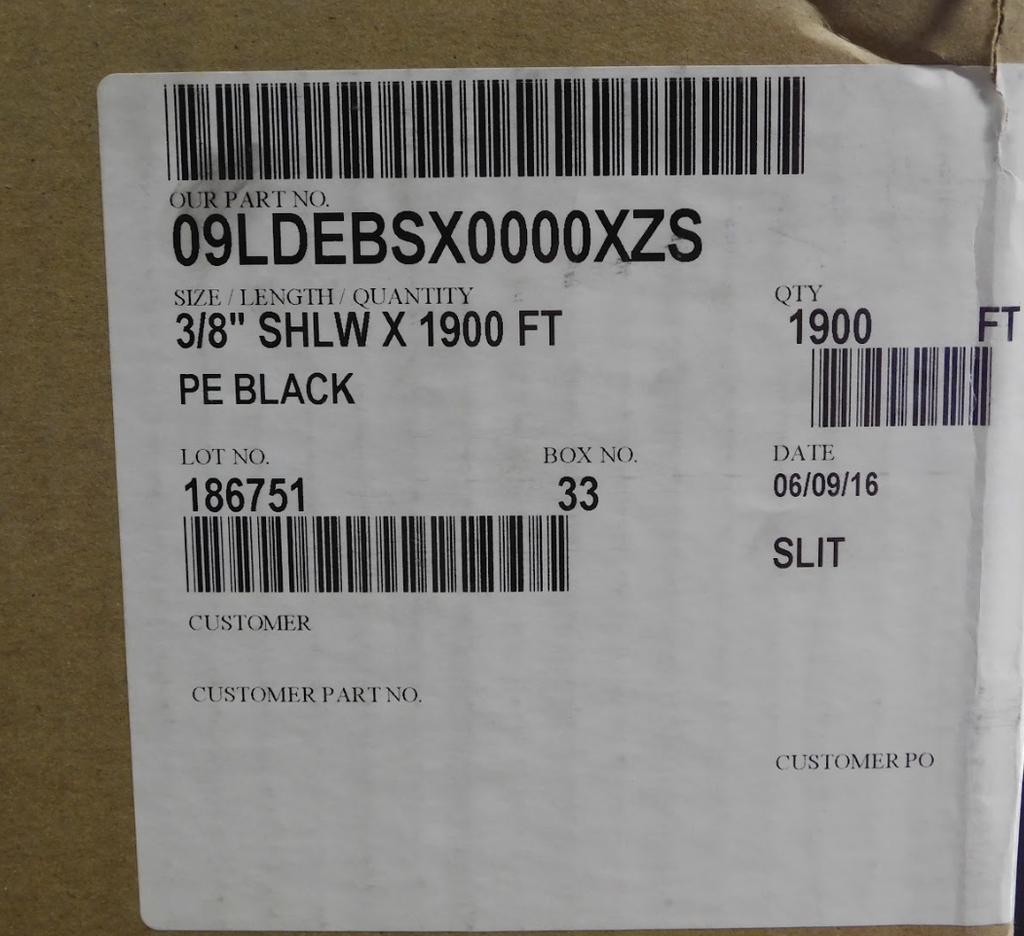 OUR PART NO.
09LDEBSX0000XZS
SIZE / LENGTH / QUANTITY
3/8" SHLW X 1900 FT
QTY
1900 FT
PE BLACK
LOT NO.
186751
BOX NO.
33
DATE
06/09/16
SLIT
CUSTOMER
CUSTOMER PART NO.
CUSTOMER PO